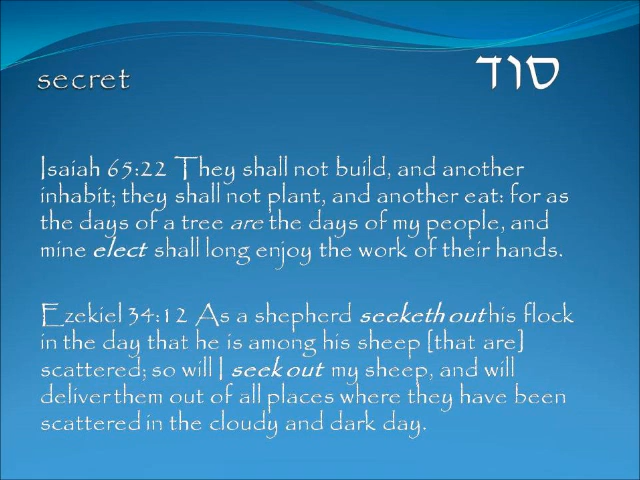 secret סוד
Isaiah 65:22 They shall not build, and another
inhabit; they shall not plant, and another eat: for as
the days of a tree are the days of my people, and
mine elect shall long enjoy the work of their hands.
Ezekiel 34:12 As a shepherd seeketh out his flock
in the day that he is among his sheep [that are]
scattered; so will I seek out my sheep, and will
deliver them out of all places where they have been
scattered in the cloudy and dark day.